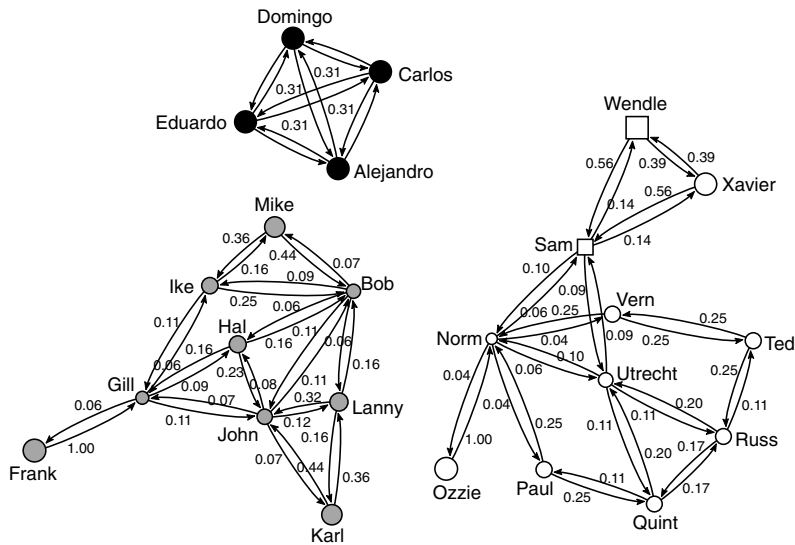 Domingo
Carlos
0.31
0.31
0.31
Eduardo
0.31
Alejandro
Wendle
0.56
0.39
0.39
Xavier
0.56
0.14
Sam
0.14
Mike
0.36
0.44
0.07
0.16
0.09
Ike
Bob
0.25
0.10
0.09
0.06
0.25
Vern
0.06
0.11
0.11
Hal
0.16
0.06
0.04
0.09
0.25
0.25
Norm
Ted
0.16
0.16
0.06
0.23
0.06
0.10
0.25
Gill
0.09
0.08
0.11
Utrecht
0.04
0.06
0.07
0.32
Lanny
0.04
0.11
0.20
0.11
0.11
0.12
John
0.16
0.11
Russ
1.00
0.07
0.44
0.36
1.00
0.25
0.20
0.17
Frank
Ozzie
Paul
0.11
0.25
0.17
Karl
Quint